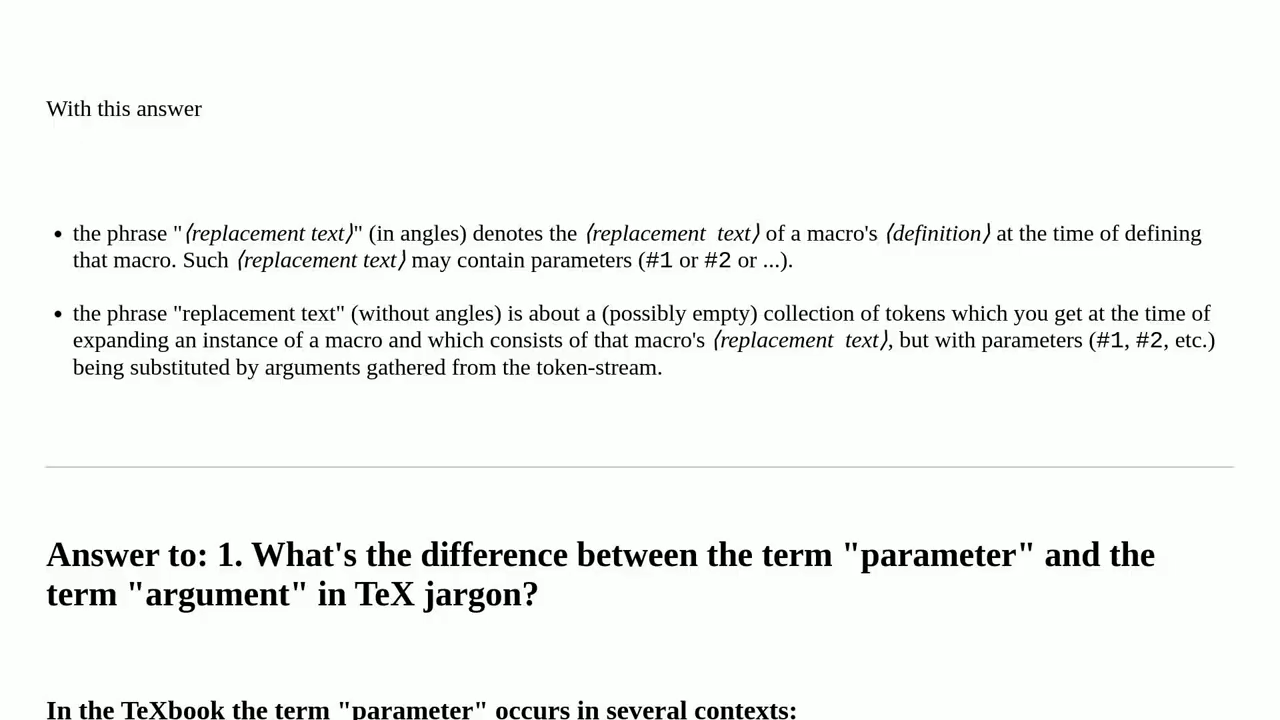 With this answer
• the phrase "⟨replacement text⟩" (in angles) denotes the ⟨replacement text⟩ of a macro's ⟨definition⟩ at the time of defining
that macro. Such ⟨replacement text⟩ may contain parameters (#1 or #2 or ...).
• the phrase "replacement text" (without angles) is about a (possibly empty) collection of tokens which you get at the time of
expanding an instance of a macro and which consists of that macro's ⟨replacement text⟩, but with parameters (#1, #2, etc.)
being substituted by arguments gathered from the token-stream.
Answer to: 1. What's the difference between the term "parameter" and the
term "argument" in TeX jargon?
In the TeXbook the term "parameter" occurs in several contexts: